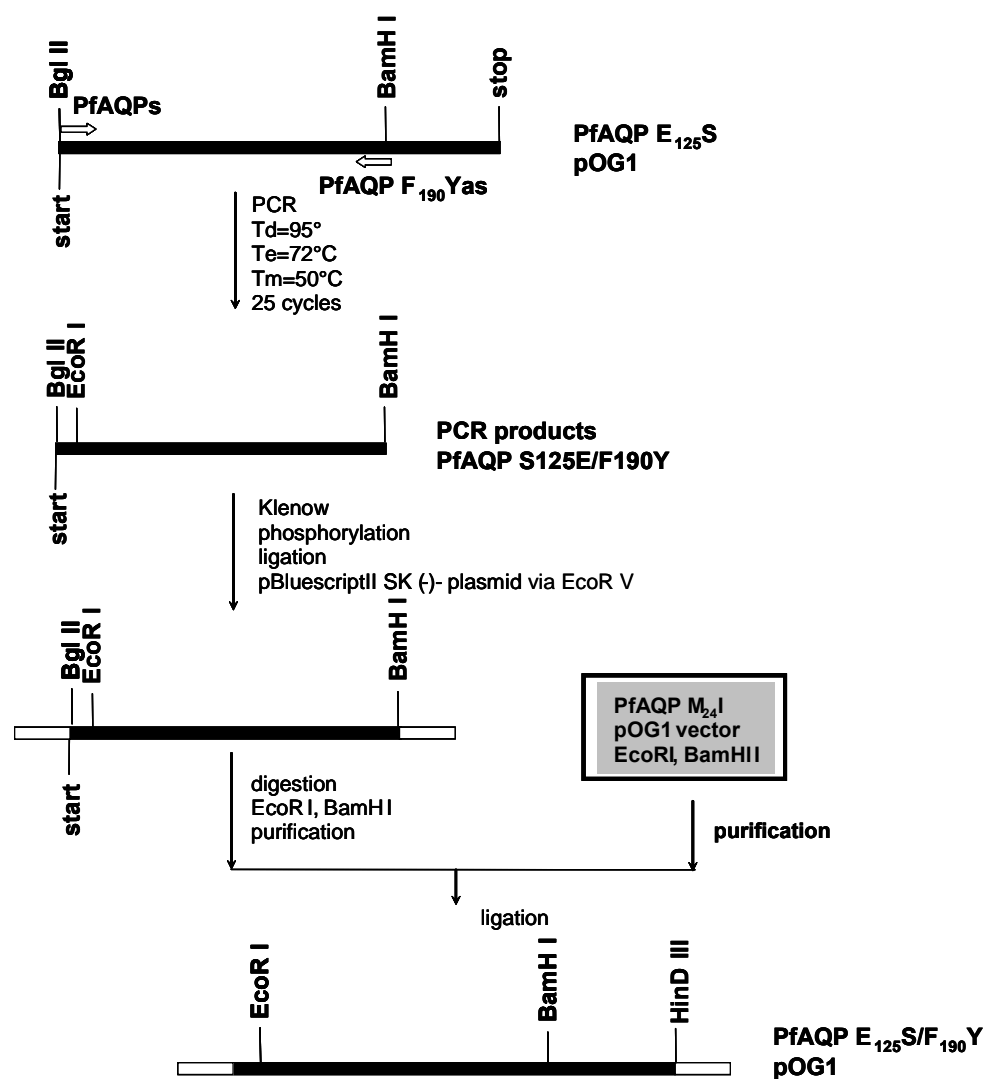 Bgl II
BamH I
stop
PfAQPs
PfAQP E125S
pOG1
PfAQP F190Yas
start
PCR
Td=95°
Te=72°C
Tm=50°C
25 cycles
Bgl II
EcoR I
BamH I
PCR products
PfAQP S125E/F190Y
start
Klenow
phosphorylation
ligation
pBluescriptII SK (-)- plasmid via EcoR V
Bgl II
EcoR I
BamH I
PfAQP M24I
pOG1 vector
EcoRI, BamHI I
start
digestion
EcoR I, BamH I
purification
purification
ligation
EcoR I
BamH I
HinD III
PfAQP E125S/F190Y
pOG1